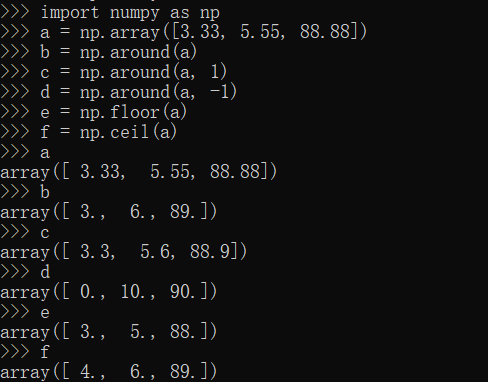 >>> import numpy as np
>>> a = np.array([3.33, 5.55, 88.88])
>>> b = np.around(a)
>>> c = np.around(a, 1)
>>> d = np.around(a, -1)
>>> e = np.floor(a)
>>> f = np.ceil(a)
>>> a
array([ 3.33,  5.55, 88.88])
>>> b
array([ 3.,  6., 89.])
>>> c
array([ 3.3,  5.6, 88.9])
>>> d
array([ 0., 10., 90.])
>>> e
array([ 3.,  5., 88.])
>>> f
array([ 4.,  6., 89.])